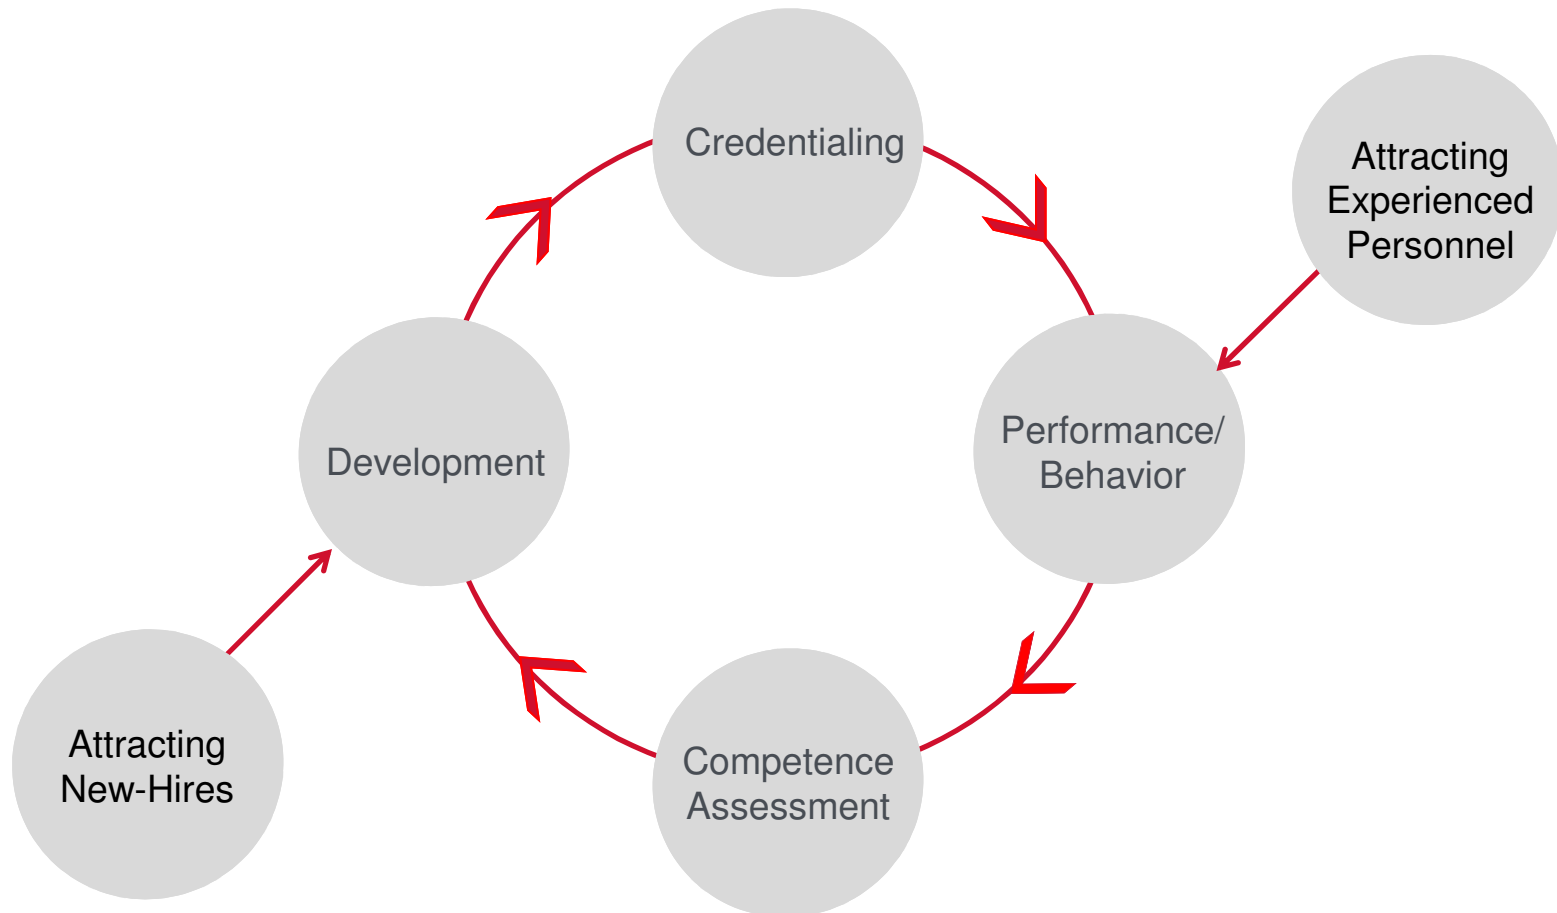 Credentialing
Attracting
Experienced
Personnel
Development
Performance/
Behavior
Attracting
New-Hires
Competence
Assessment